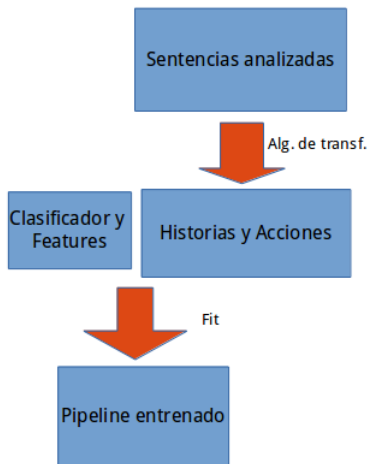 Sentencias analizadas
Alg. de transf.
Clasificador y
Features
Historias y Acciones
Fit
Pipeline entrenado